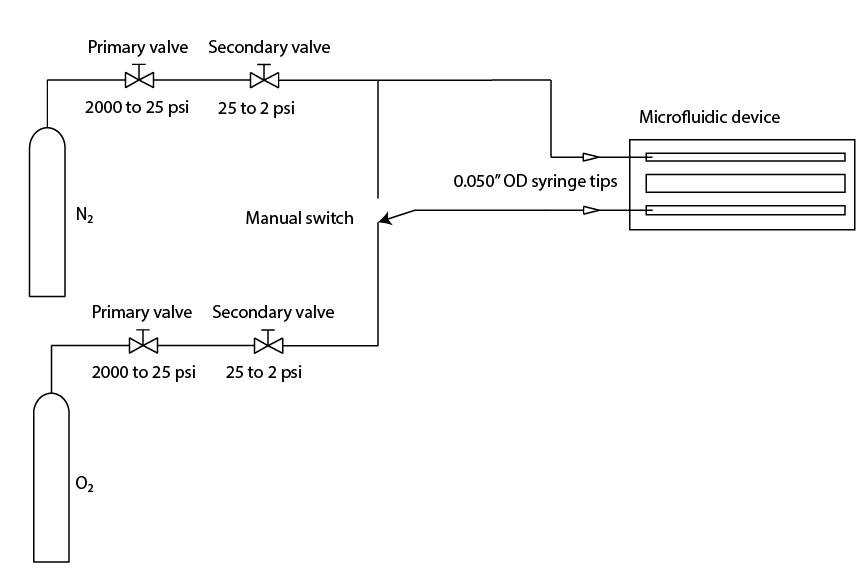 Primary valve
Secondary valve
2000 to 25 psi
25 to 2 psi
Microfluidic device
0.050” OD syringe tips
N₂
Manual switch
Primary valve
Secondary valve
2000 to 25 psi
25 to 2 psi
O₂